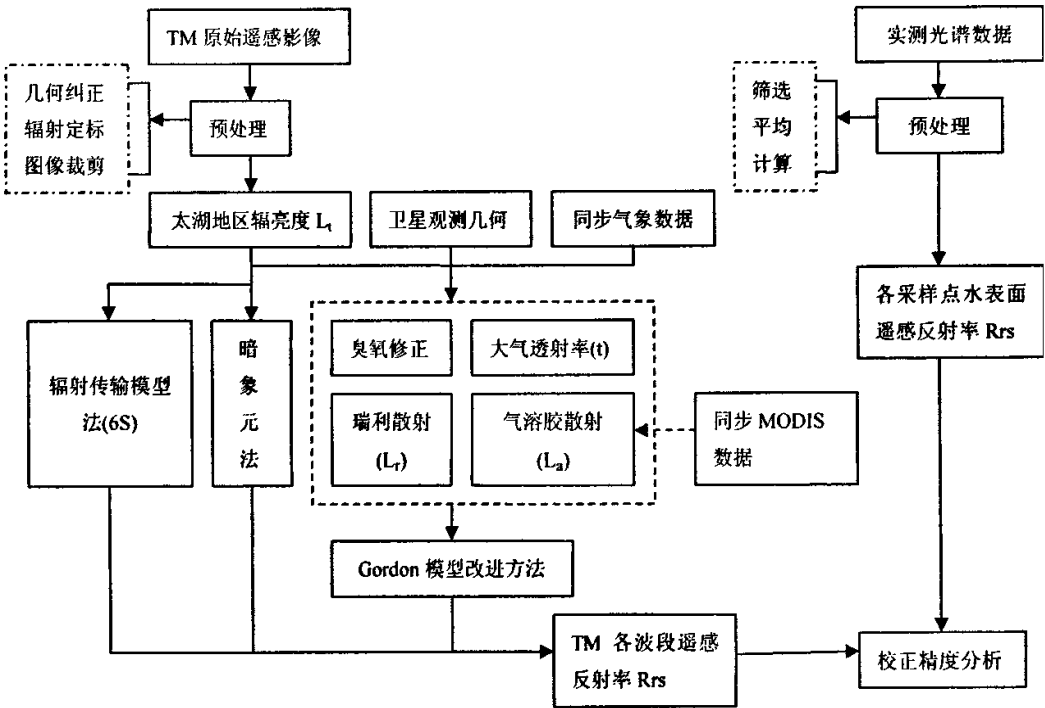 TM 原始遥感影像
实测光谱数据
几何纠正
辐射定标
图像裁剪
预处理
筛选
平均
计算
预处理
太湖地区辐亮度 Lt
卫星观测几何
同步气象数据
各采样点水表面
遥感反射率 Rrs
辐射传输模型
法(6S)
暗
象
元
法
臭氧修正
大气透射率(t)
瑞利散射
(Lr)
气溶胶散射
(La)
同步 MODIS
数据
Gordon 模型改进方法
TM 各波段遥感
反射率 Rrs
校正精度分析